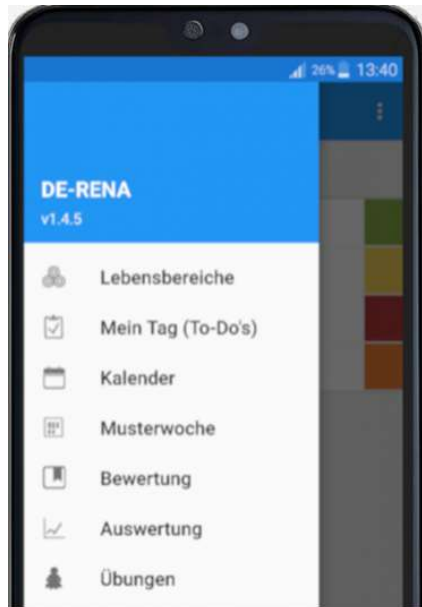 26% 13:40
DE-RENA
v1.4.5
Lebensbereiche
Mein Tag (To-Do's)
Kalender
Musterwoche
Bewertung
Auswertung
Übungen